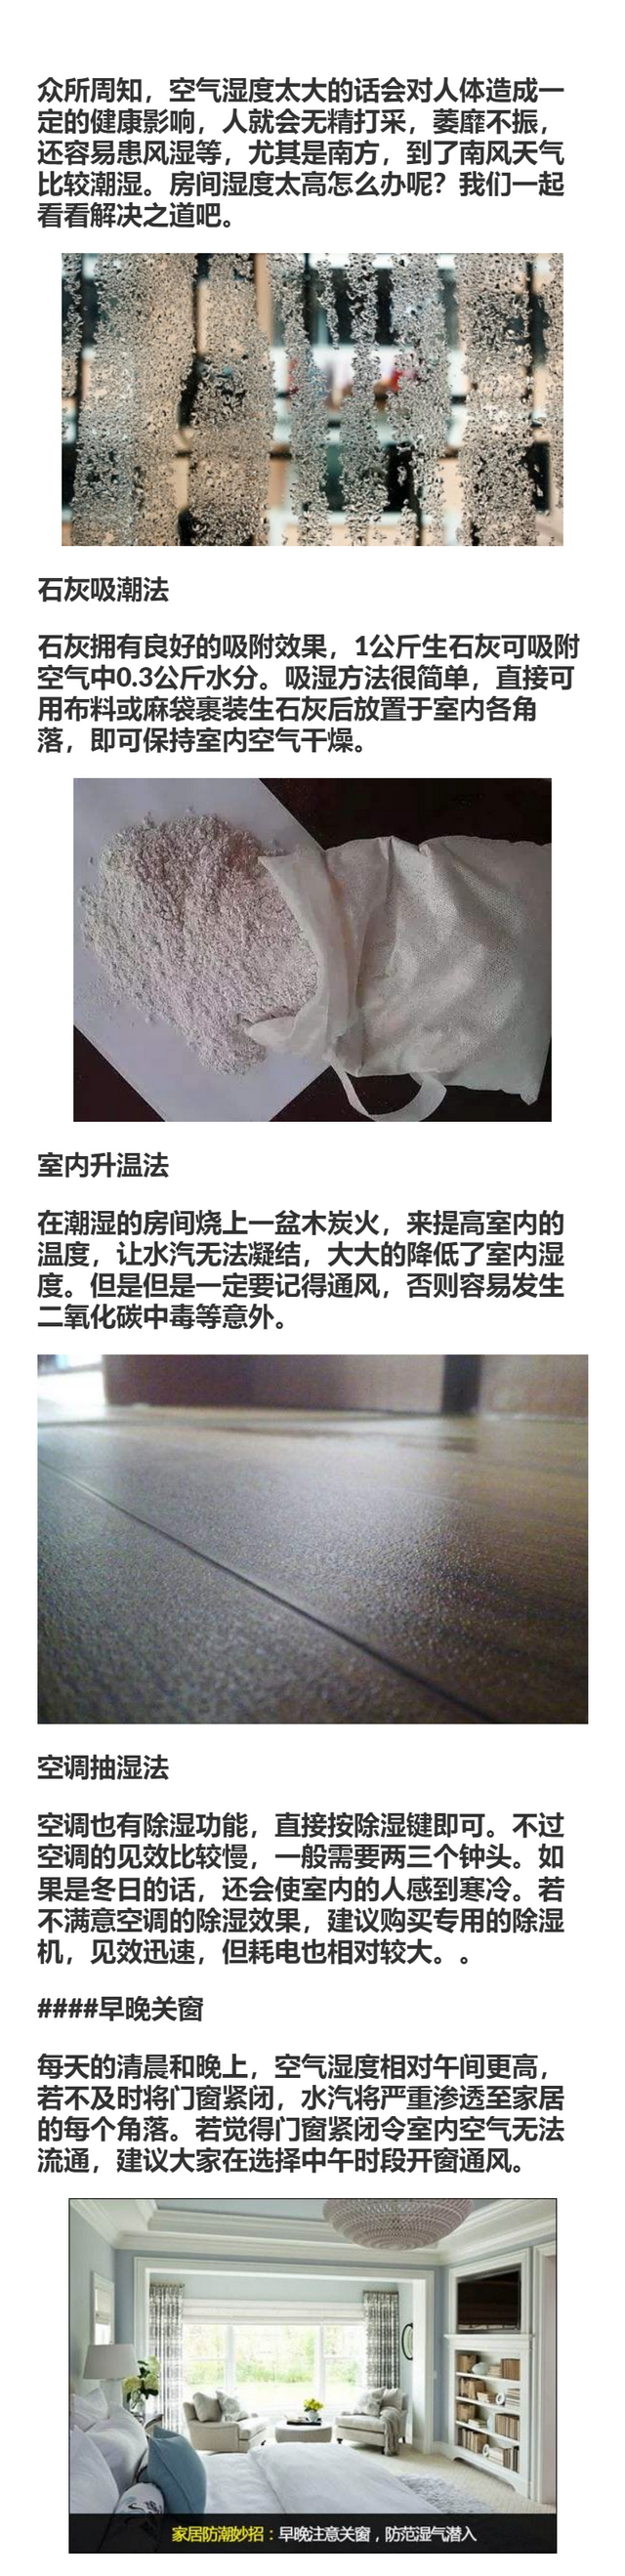 众所周知，空气湿度太大的话会对人体造成一
定的健康影响，人就会无精打采，萎靡不振，
还容易患风湿等，尤其是南方，到了南风天气
比较潮湿。房间湿度太高怎么办呢？我们一起
看看解决之道吧。
石灰吸潮法
石灰拥有良好的吸附效果，1公斤生石灰可吸附
空气中0.3公斤水分。吸湿方法很简单，直接可
用布料或麻袋裹装生石灰后放置于室内各角
落，即可保持室内空气干燥。
室内升温法
在潮湿的房间烧上一盆木炭火，来提高室内的
温度，让水汽无法凝结，大大的降低了室内湿
度。但是但是一定要记得通风，否则容易发生
二氧化碳中毒等意外。
空调抽湿法
空调也有除湿功能，直接按除湿键即可。不过
空调的见效比较慢，一般需要两三个钟头。如
果是冬日的话，还会使室内的人感到寒冷。若
不满意空调的除湿效果，建议购买专用的除湿
机，见效迅速，但耗电也相对较大。。
####早晚关窗
每天的清晨和晚上，空气湿度相对午间更高，
若不及时将门窗紧闭，水汽将严重渗透至家居
的每个角落。若觉得门窗紧闭令室内空气无法
流通，建议大家在选择中午时段开窗通风。
家居防潮妙招：早晚注意关窗，防范湿气潜入